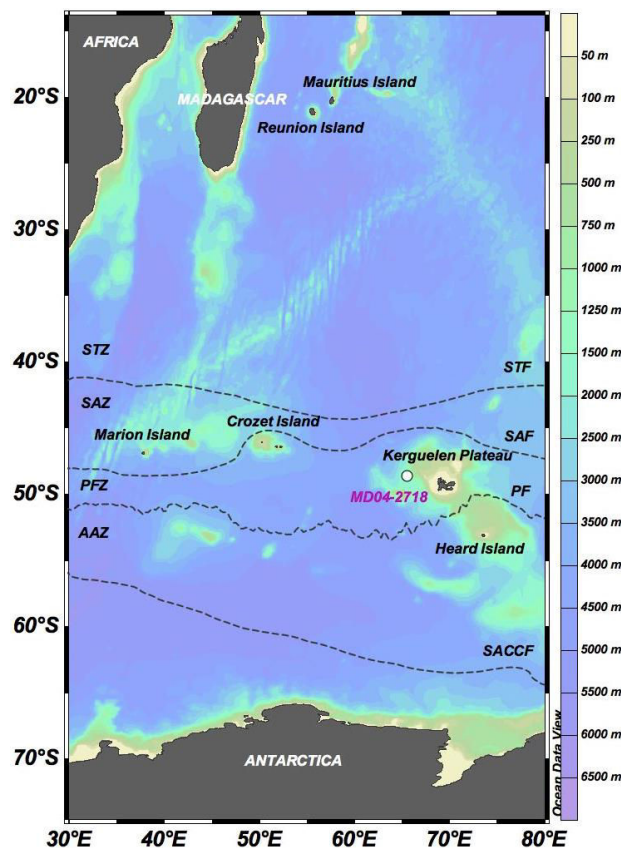 AFRICA
50 m
100 m
Mauritius Island
20°S
MADAGASCAR
250 m
Reunion Island
500 m
30°S
750 m
1000 m
1250 m
1500 m
STZ
STF
40°S
1750 m
SAZ
2000 m
Crozet Island
Marion Island
SAF
2500 m
Kerguelen Plateau
3000 m
PFZ
50°S
MD04-2718
PF
3500 m
AAZ
Heard Island
4000 m
4500 m
60°S
SACCF
5000 m
5500 m
6000 m
70°S
ANTARCTICA
6500 m
Ocean Data View
30°E
40°E
50°E
60°E
70°E
80°E